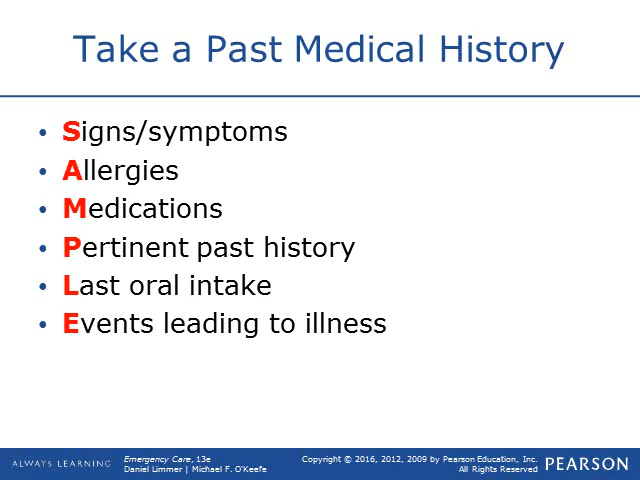 Take a Past Medical History
• Signs/symptoms
• Allergies
• Medications
• Pertinent past history
• Last oral intake
• Events leading to illness
ALWAYS LEARNING
Emergency Care, 13e
Daniel Limmer | Michael F. O'Keefe
Copyright © 2016, 2012, 2009 by Pearson Education, Inc.
All Rights Reserved
PEARSON